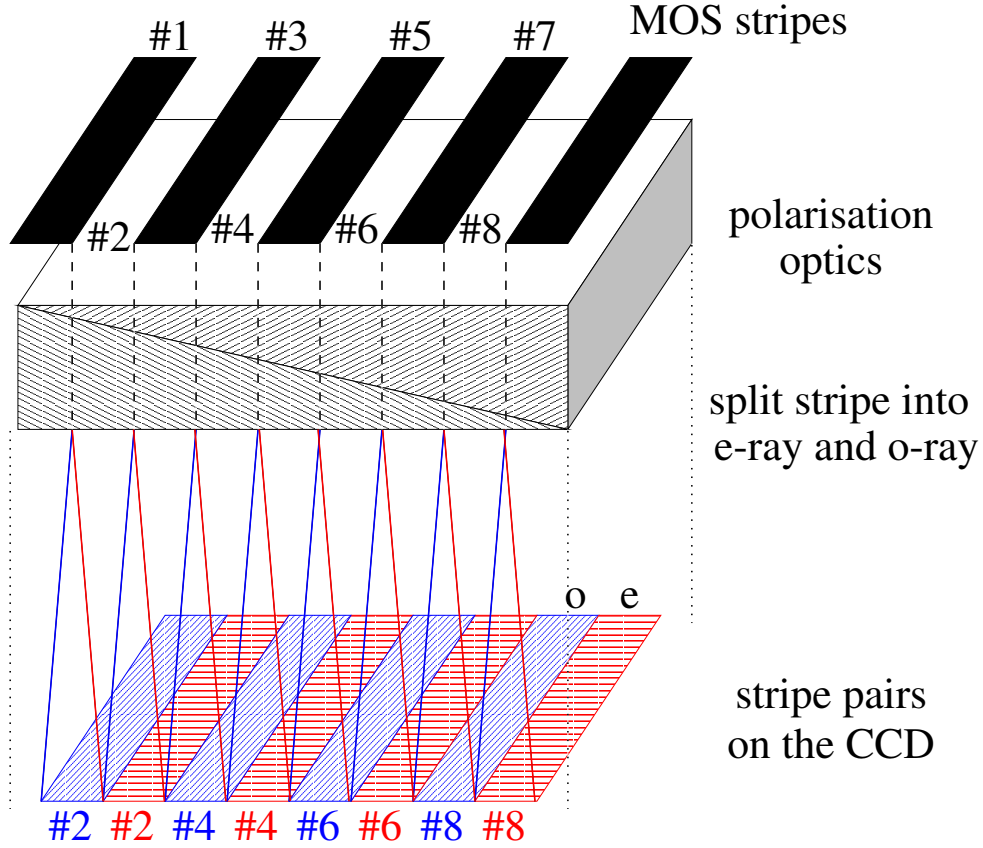 MOS stripes
#1 #3 #5 #7
#2 #4 #6 #8
polarisation
optics
split stripe into
e-ray and o-ray
o e
stripe pairs
on the CCD
#2 #2 #4 #4 #6 #6 #8 #8